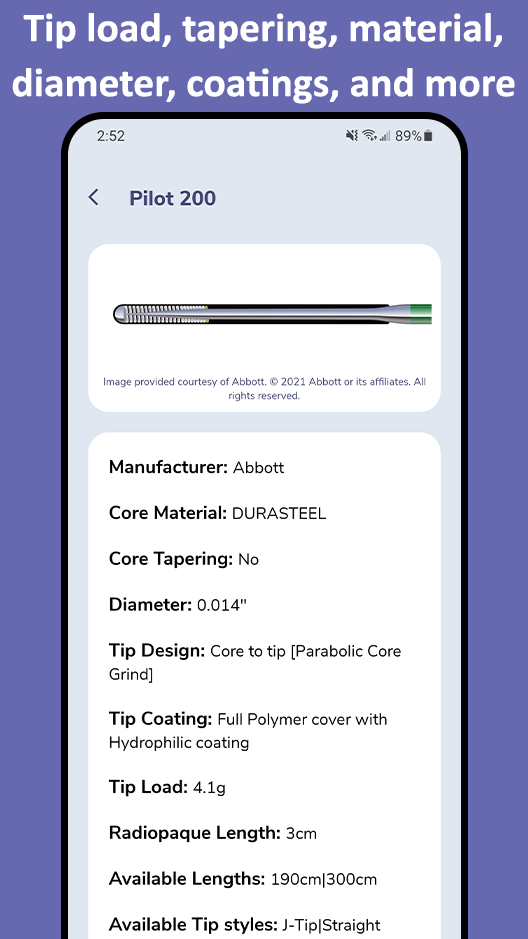 Tip load, tapering, material,
diameter, coatings, and more
2:52
89%
Pilot 200
Image provided courtesy of Abbott. © 2021 Abbott or its affiliates. All
rights reserved.
Manufacturer: Abbott
Core Material: DURASTEEL
Core Tapering: No
Diameter: 0.014"
Tip Design: Core to tip [Parabolic Core
Grind]
Tip Coating: Full Polymer cover with
Hydrophilic coating
Tip Load: 4.1g
Radiopaque Length: 3cm
Available Lengths: 190cm|300cm
Available Tip styles: J-Tip|Straight